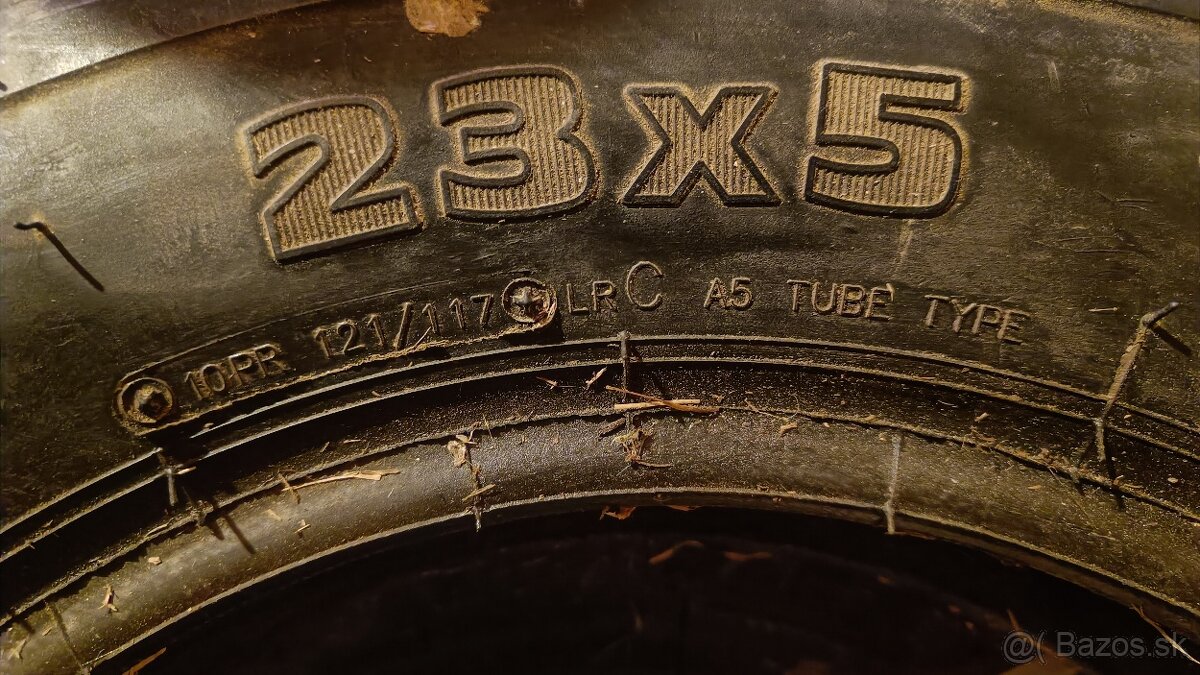 23x5
10PR 121/117 LRC A5 TUBE TYPE
@( Bazos.sk